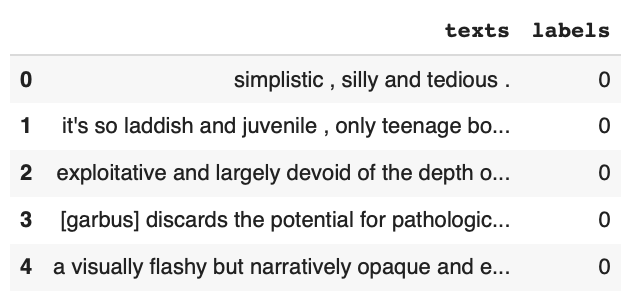 texts labels
0 simplistic , silly and tedious . 0
1 it's so laddish and juvenile , only teenage bo... 0
2 exploitative and largely devoid of the depth o... 0
3 [garbus] discards the potential for pathologic... 0
4 a visually flashy but narratively opaque and e... 0